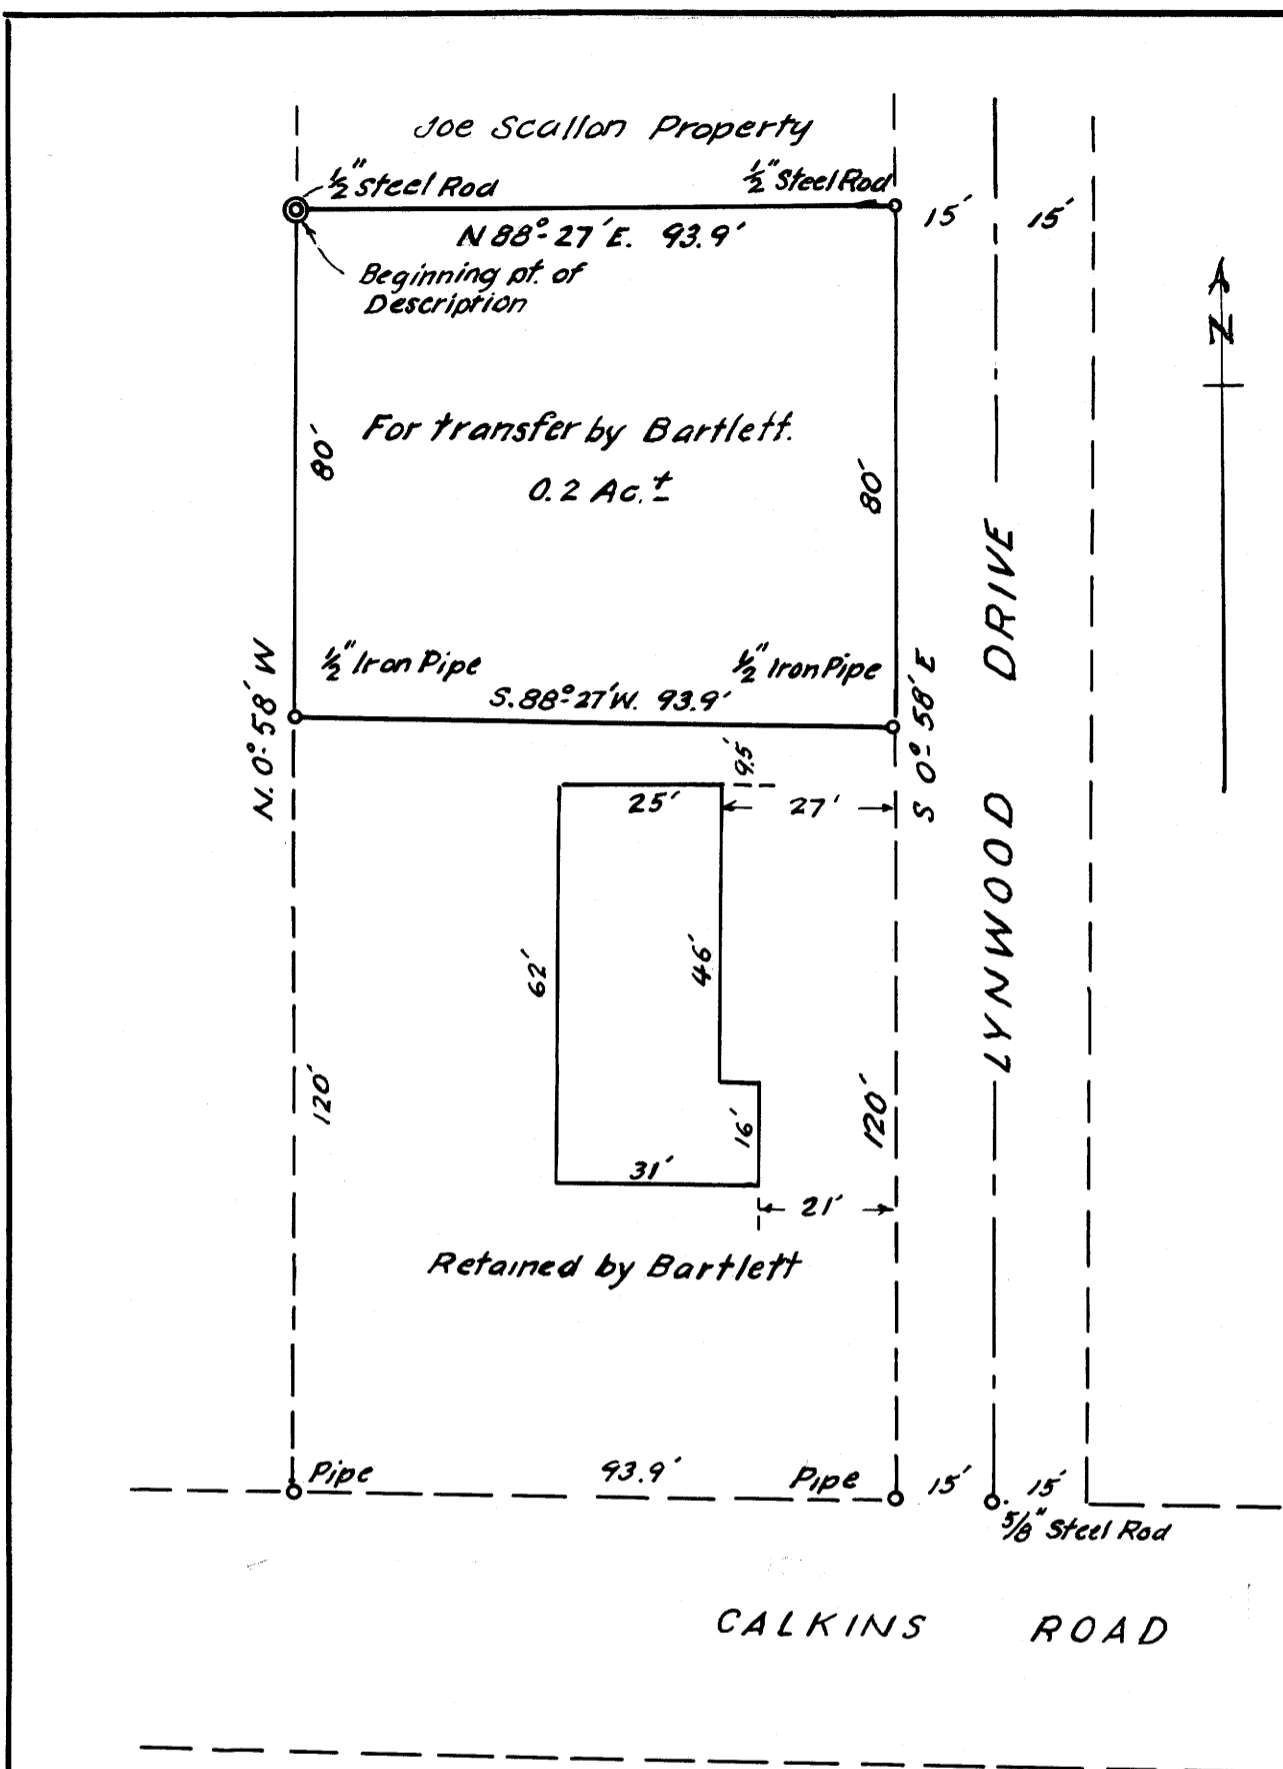 Joe Scallon Property
½" Steel Rod
½" Steel Rod
15' 15'
N 88°-27' E. 93.9'
Beginning pt. of
Description
N
For transfer by Bartlett.
80'
80'
0.2 Ac. ±
½" Iron Pipe
½" Iron Pipe
N. 0°-58' W
S. 88°-27' W. 93.9'
S 0°-58' E
LYNWOOD DRIVE
9.5'
25'
27'
62'
46'
120'
16'
120'
31'
21'
Retained by Bartlett
Pipe
93.9'
Pipe
15' 15'
5/8" Steel Rod
CALKINS ROAD